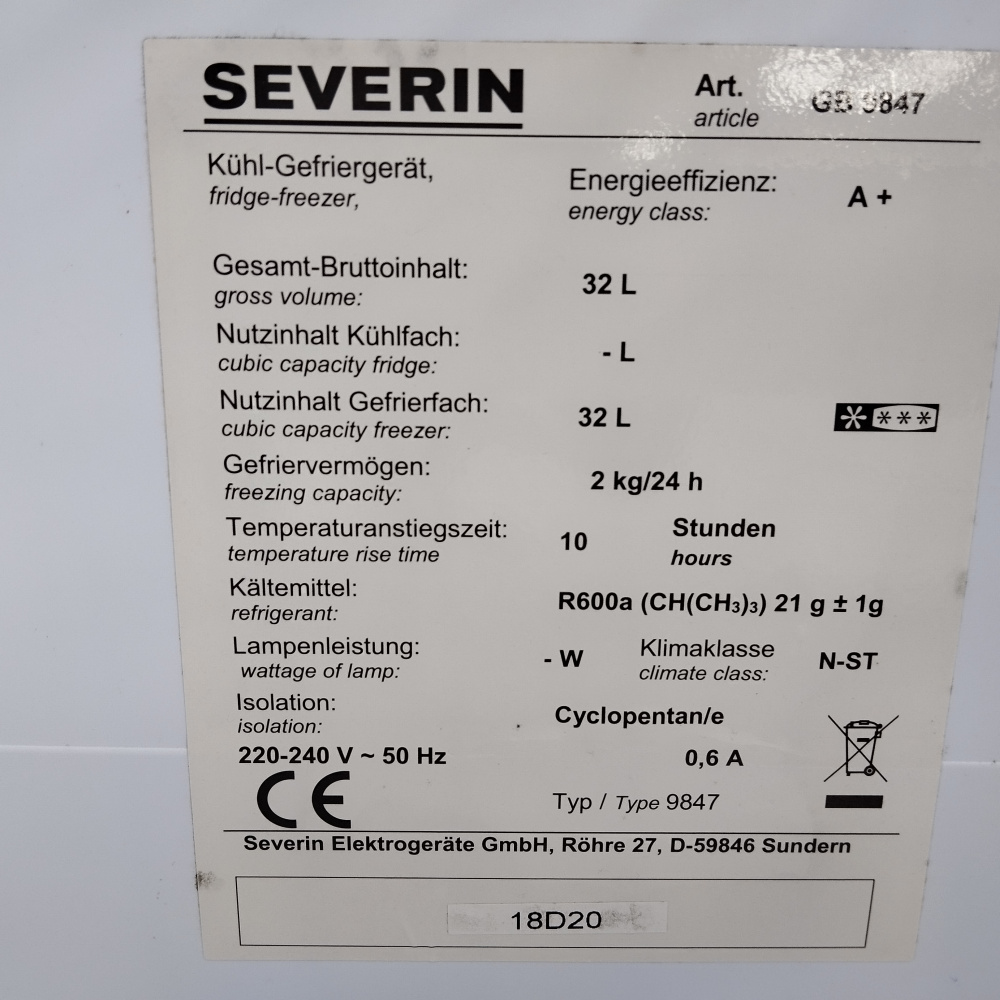 SEVERIN
Art.
article
GB 9847
Kühl-Gefriergerät,
fridge-freezer,
Energieeffizienz:
energy class:
A +
Gesamt-Bruttoinhalt:
gross volume:
32 L
Nutzinhalt Kühlfach:
cubic capacity fridge:
- L
Nutzinhalt Gefrierfach:
cubic capacity freezer:
32 L
Gefriervermögen:
freezing capacity:
2 kg/24 h
Temperaturanstiegszeit:
temperature rise time
10
Stunden
hours
Kältemittel:
refrigerant:
R600a (CH(CH₃)₃) 21 g ± 1g
Lampenleistung:
wattage of lamp:
- W
Klimaklasse
climate class:
N-ST
Isolation:
isolation:
Cyclopentan/e
220-240 V ~ 50 Hz
0,6 A
CE
Typ / Type 9847
Severin Elektrogeräte GmbH, Röhre 27, D-59846 Sundern
18D20